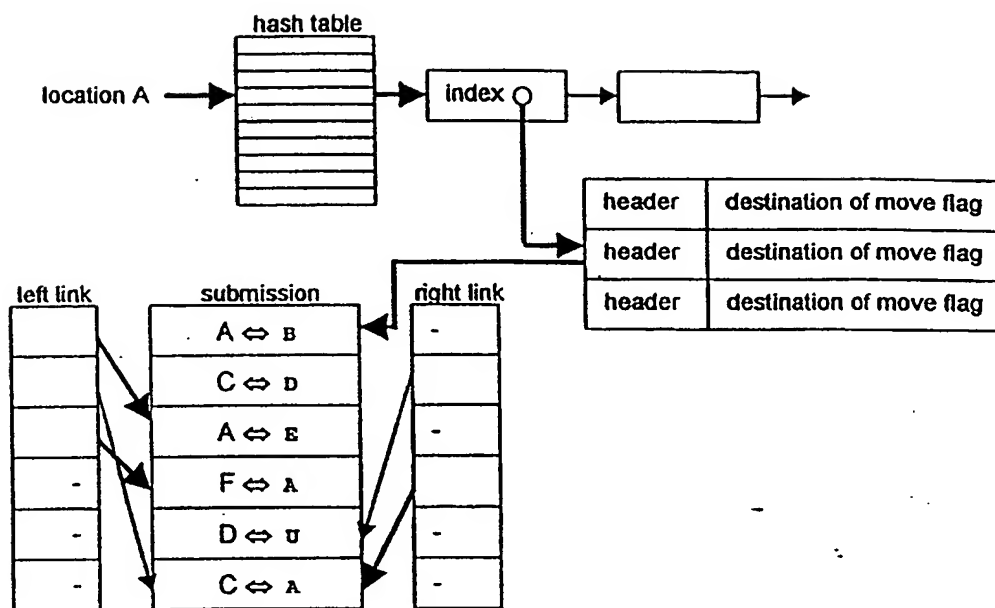 hash table
location A
index
header destination of move flag
header destination of move flag
header destination of move flag
left link submission right link
A ⇔ B -
C ⇔ D
A ⇔ E -
- F ⇔ A
- D ⇔ U -
- C ⇔ A -